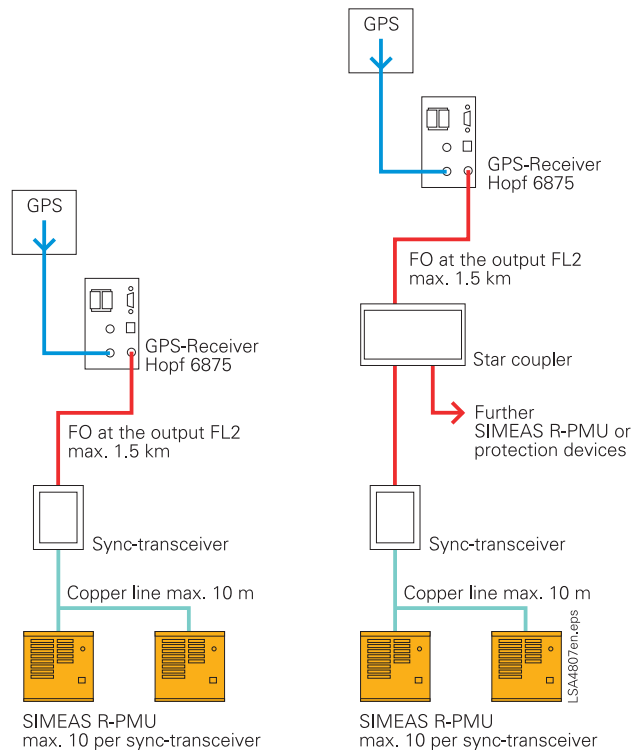 GPS
GPS-Receiver
Hopf 6875
FO at the output FL2
max. 1.5 km
Sync-transceiver
Copper line max. 10 m
SIMEAS R-PMU
max. 10 per sync-transceiver
GPS
GPS-Receiver
Hopf 6875
FO at the output FL2
max. 1.5 km
Star coupler
Further
SIMEAS R-PMU or
protection devices
Sync-transceiver
Copper line max. 10 m
LSA4807en.eps
SIMEAS R-PMU
max. 10 per sync-transceiver